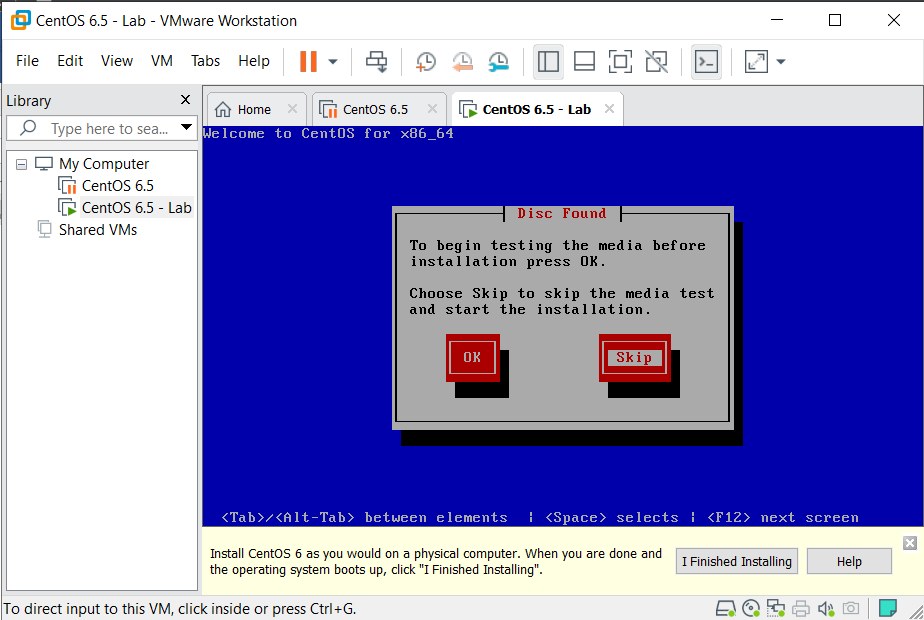 CentOS 6.5 - Lab - VMware Workstation
File Edit View VM Tabs Help
Library
Type here to sea...
My Computer
CentOS 6.5
CentOS 6.5 - Lab
Shared VMs
Home
CentOS 6.5
CentOS 6.5 - Lab
Welcome to CentOS for x86_64
Disc Found
To begin testing the media before
installation press OK.
Choose Skip to skip the media test
and start the installation.
OK
Skip
<Tab>/<Alt-Tab> between elements | <Space> selects | <F12> next screen
Install CentOS 6 as you would on a physical computer. When you are done and
the operating system boots up, click "I Finished Installing".
I Finished Installing
Help
To direct input to this VM, click inside or press Ctrl+G.